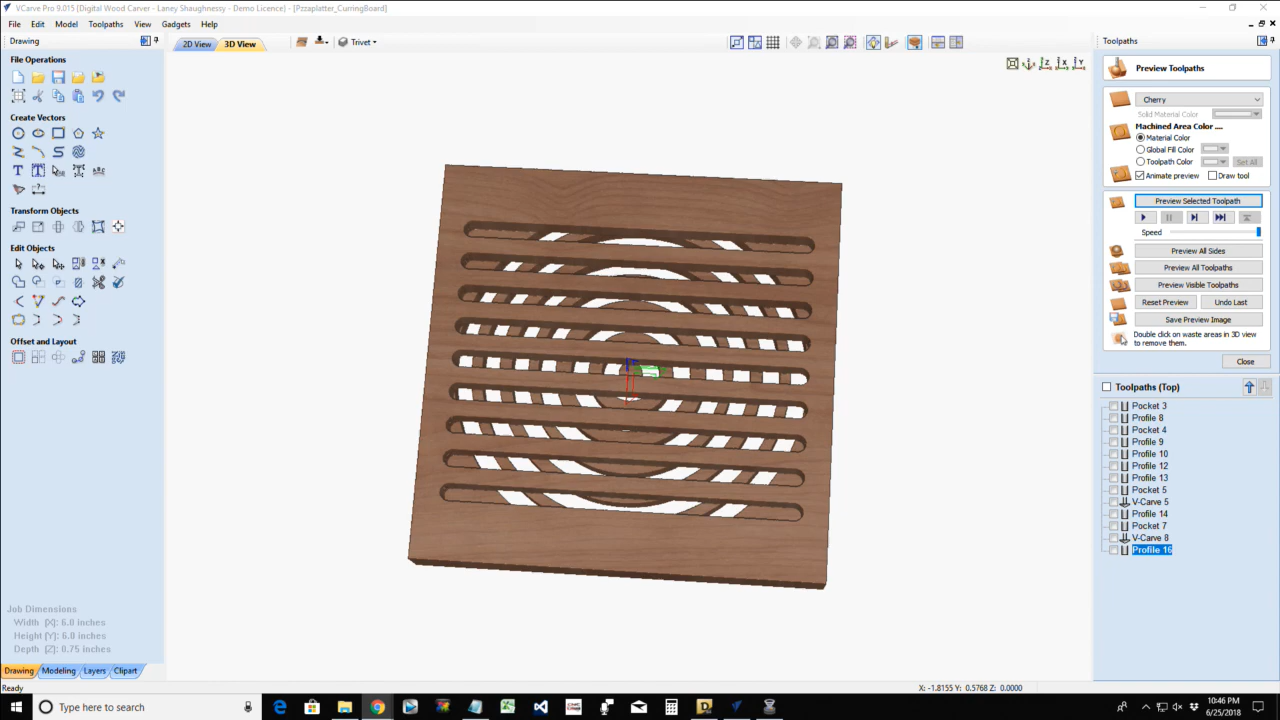 VCarve Pro 9.015 [Digital Wood Carver - Laney Shaughnessy - Demo Licence] - [Pzzaplatter_CurringBoard]
File Edit Model Toolpaths View Gadgets Help
Drawing
2D View 3D View Trivet
File Operations
Create Vectors
Transform Objects
Edit Objects
Offset and Layout
Job Dimensions
Width (X): 6.0 inches
Height (Y): 6.0 inches
Depth (Z): 0.75 inches
Drawing Modeling Layers Clipart
Ready
X: -1.8155 Y: 0.5768 Z: 0.0000
Z X Y
Toolpaths
Preview Toolpaths
Cherry
Solid Material Color
Machined Area Color ....
Material Color
Global Fill Color
Toolpath Color Set All
Animate preview Draw tool
Preview Selected Toolpath
Speed
Preview All Sides
Preview All Toolpaths
Preview Visible Toolpaths
Reset Preview Undo Last
Save Preview Image
Double click on waste areas in 3D view
to remove them.
Close
Toolpaths (Top)
Pocket 3
Profile 8
Pocket 4
Profile 9
Profile 10
Profile 12
Profile 13
Pocket 5
V-Carve 5
Profile 14
Pocket 7
V-Carve 8
Profile 16
Type here to search
10:46 PM
6/25/2018